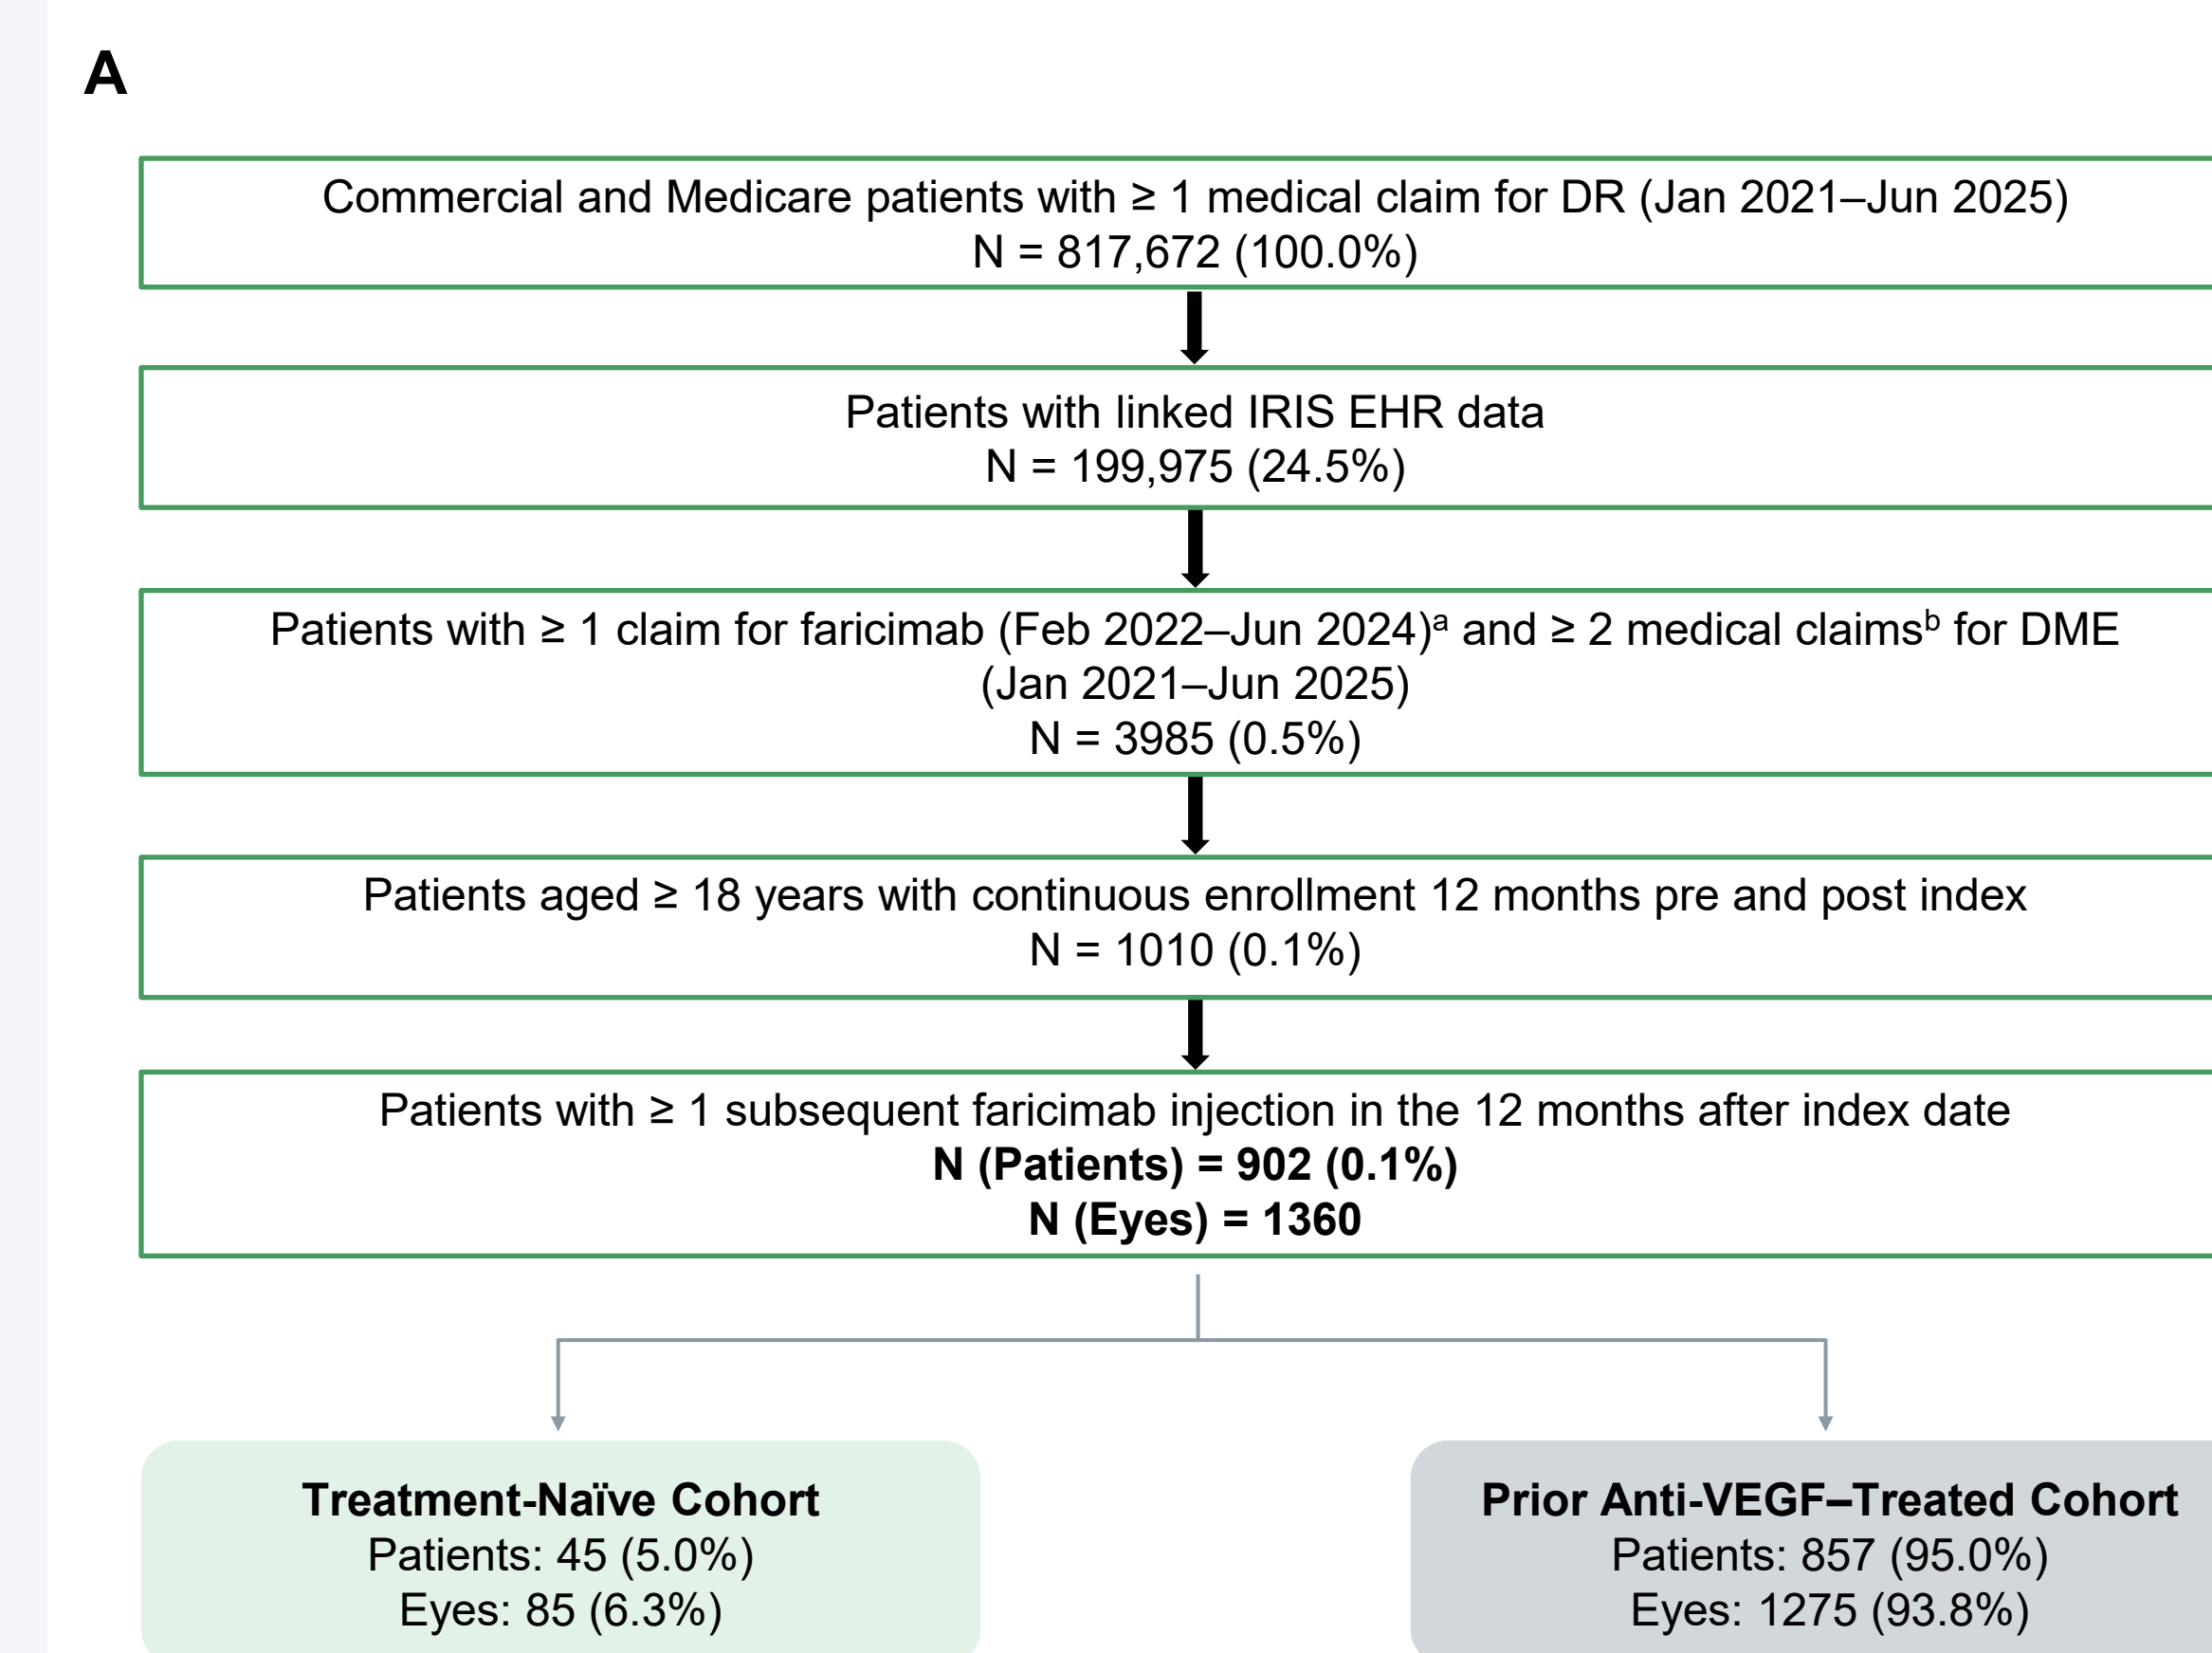 A
Commercial and Medicare patients with ≥ 1 medical claim for DR (Jan 2021–Jun 2025)
N = 817,672 (100.0%)
Patients with linked IRIS EHR data
N = 199,975 (24.5%)
Patients with ≥ 1 claim for faricimab (Feb 2022–Jun 2024)ᵃ and ≥ 2 medical claimsᵇ for DME
(Jan 2021–Jun 2025)
N = 3985 (0.5%)
Patients aged ≥ 18 years with continuous enrollment 12 months pre and post index
N = 1010 (0.1%)
Patients with ≥ 1 subsequent faricimab injection in the 12 months after index date
N (Patients) = 902 (0.1%)
N (Eyes) = 1360
Treatment-Naïve Cohort
Patients: 45 (5.0%)
Eyes: 85 (6.3%)
Prior Anti-VEGF–Treated Cohort
Patients: 857 (95.0%)
Eyes: 1275 (93.8%)